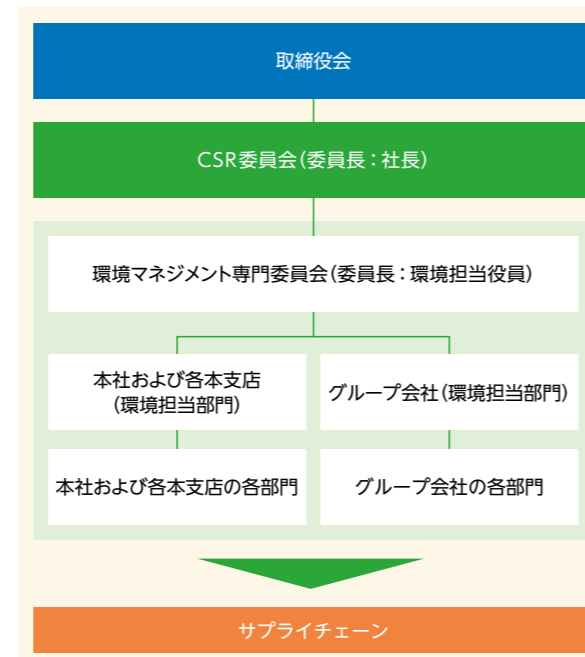 取締役会
CSR委員会(委員長：社長)
環境マネジメント専門委員会(委員長：環境担当役員)
本社および各本支店
(環境担当部門)
グループ会社(環境担当部門)
本社および各本支店の各部門
グループ会社の各部門
サプライチェーン